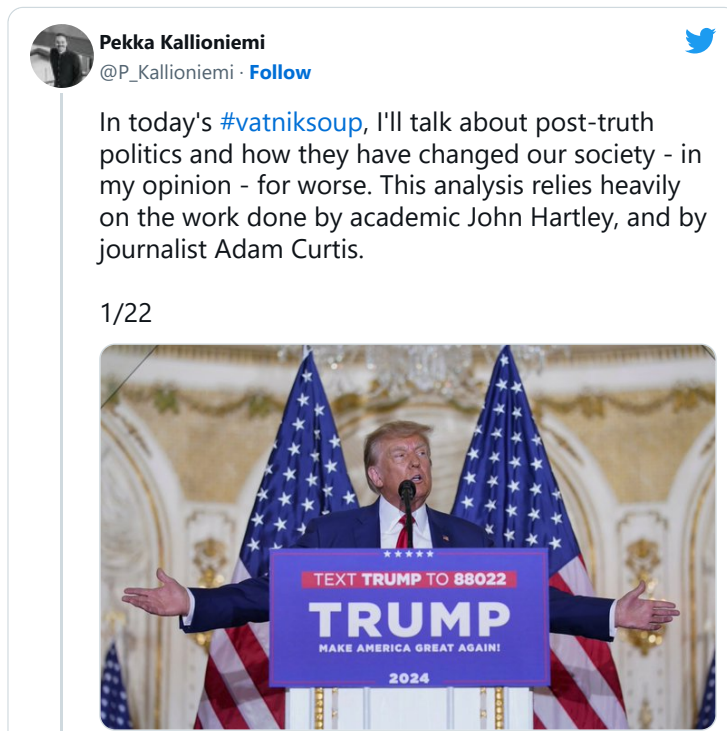 Pekka Kallioniemi
@P_Kallioniemi · Follow
In today's #vatniksoup, I'll talk about post-truth
politics and how they have changed our society - in
my opinion - for worse. This analysis relies heavily
on the work done by academic John Hartley, and by
journalist Adam Curtis.
1/22
TEXT TRUMP TO 88022
TRUMP
MAKE AMERICA GREAT AGAIN!
2024